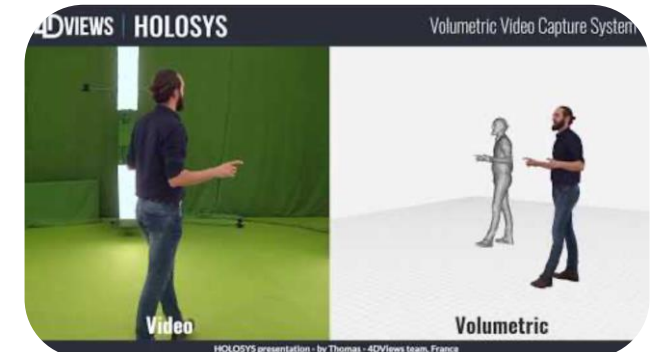 4DVIEWS | HOLOSYS
Volumetric Video Capture System
Video
Volumetric
HOLOSYS presentation - by Thomas - 4DViews team, France